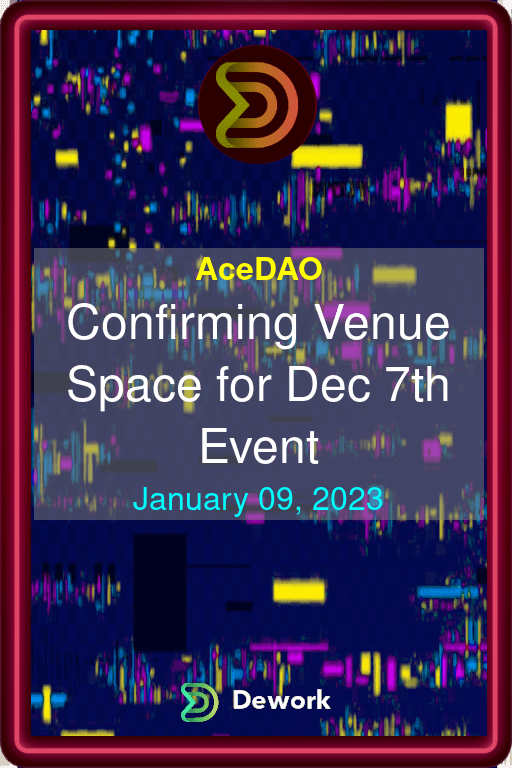 AceDAO
Confirming Venue
Space for Dec 7th
Event
January 09, 2023
Dework